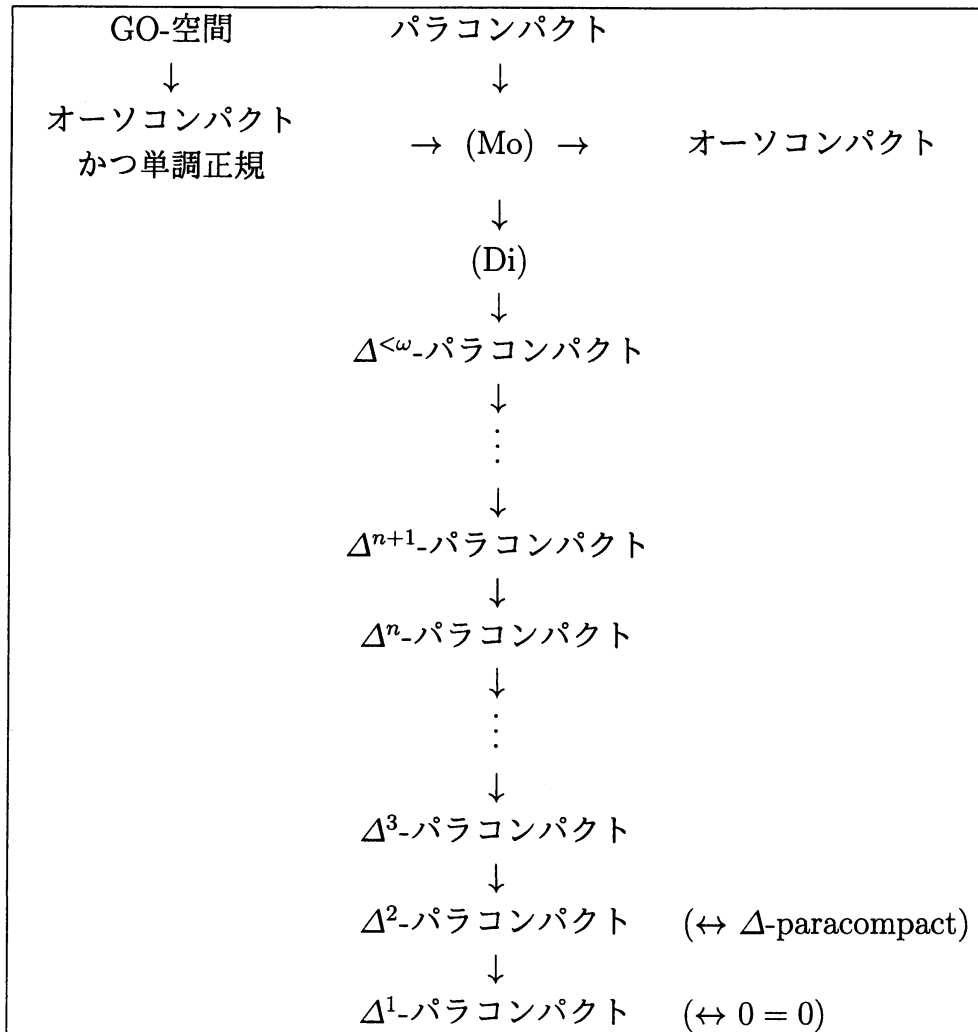 GO-空間 パラコンパクト
↓ ↓
オーソコンパクト
かつ単調正規 → (Mo) → オーソコンパクト
↓
(Di)
↓
Δ^{<ω}-パラコンパクト
↓
⋮
↓
Δ^{n+1}-パラコンパクト
↓
Δ^n-パラコンパクト
↓
⋮
↓
Δ^3-パラコンパクト
↓
Δ^2-パラコンパクト (↔ Δ-paracompact)
↓
Δ^1-パラコンパクト (↔ 0 = 0)